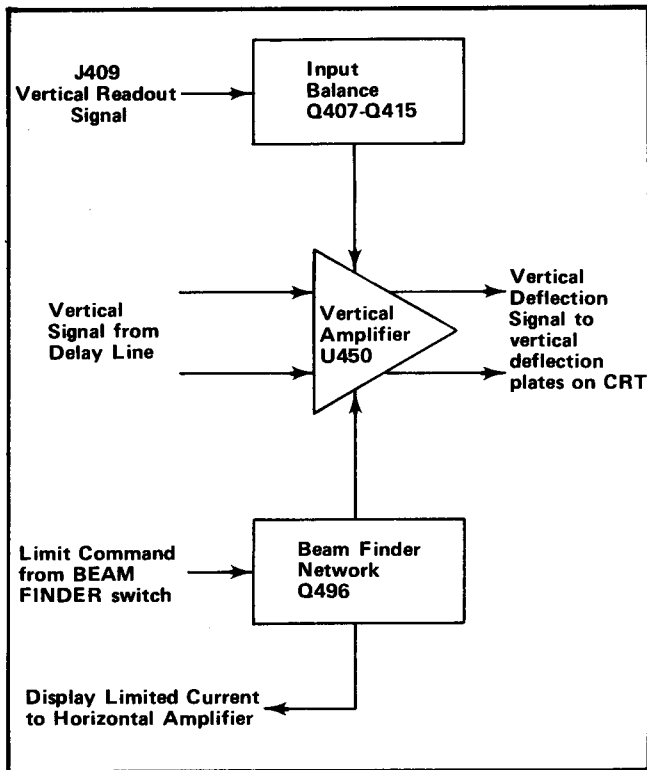 J409
Vertical Readout
Signal
Input
Balance
Q407-Q415
Vertical
Signal from
Delay Line
Vertical
Amplifier
U450
Vertical
Deflection
Signal to
vertical
deflection
plates on CRT
Limit Command
from BEAM
FINDER switch
Beam Finder
Network
Q496
Display Limited Current
to Horizontal Amplifier